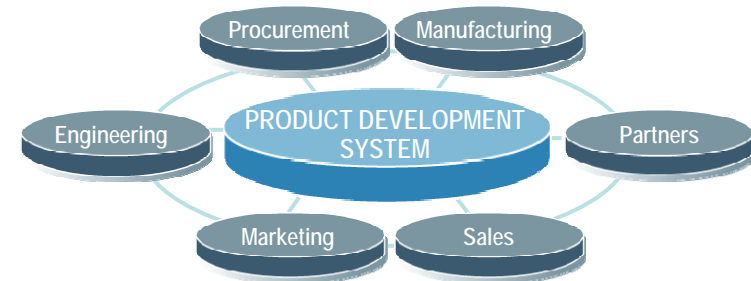 Procurement
Manufacturing
Engineering
PRODUCT DEVELOPMENT
SYSTEM
Partners
Marketing
Sales